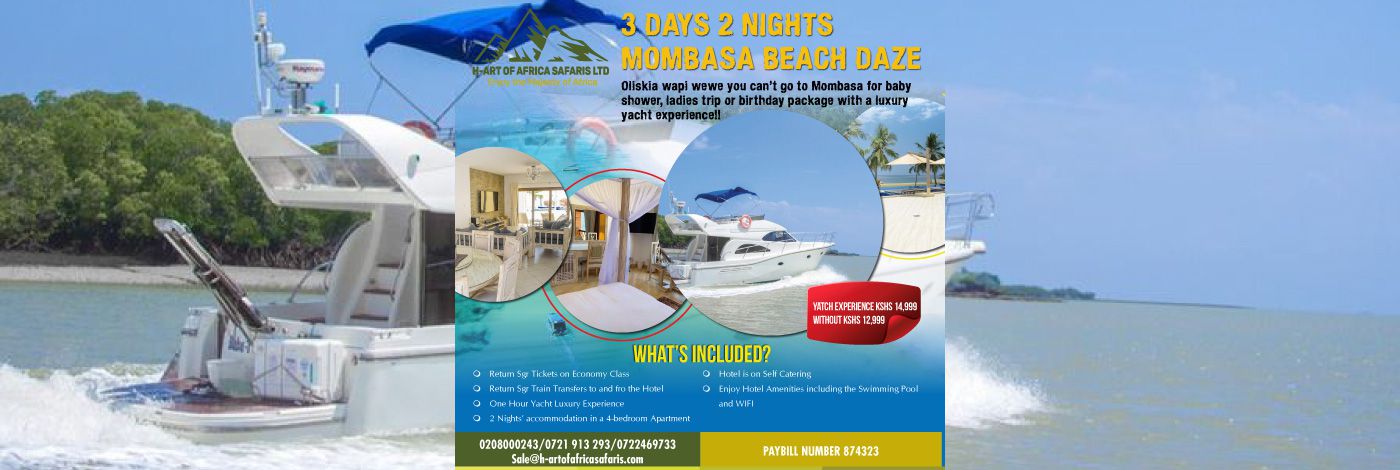 3 DAYS 2 NIGHTS
MOMBASA BEACH DAZE
H-ART OF AFRICA SAFARIS LTD
Oliskia wapi wewe you can't go to Mombasa for baby
shower, ladies trip or birthday package with a luxury
yacht experience!!
YATCH EXPERIENCE KSHS 14,999
WITHOUT KSHS 12,999
WHAT'S INCLUDED?
Return Sgr Tickets on Economy Class
Return Sgr Train Transfers to and fro the Hotel
One Hour Yacht Luxury Experience
2 Nights' accommodation in a 4-bedroom Apartment
Hotel is on Self Catering
Enjoy Hotel Amenities including the Swimming Pool
and WIFI
0208000243/0721 913 293/0722469733
Sale@h-artofafricasafaris.com
PAYBILL NUMBER 874323